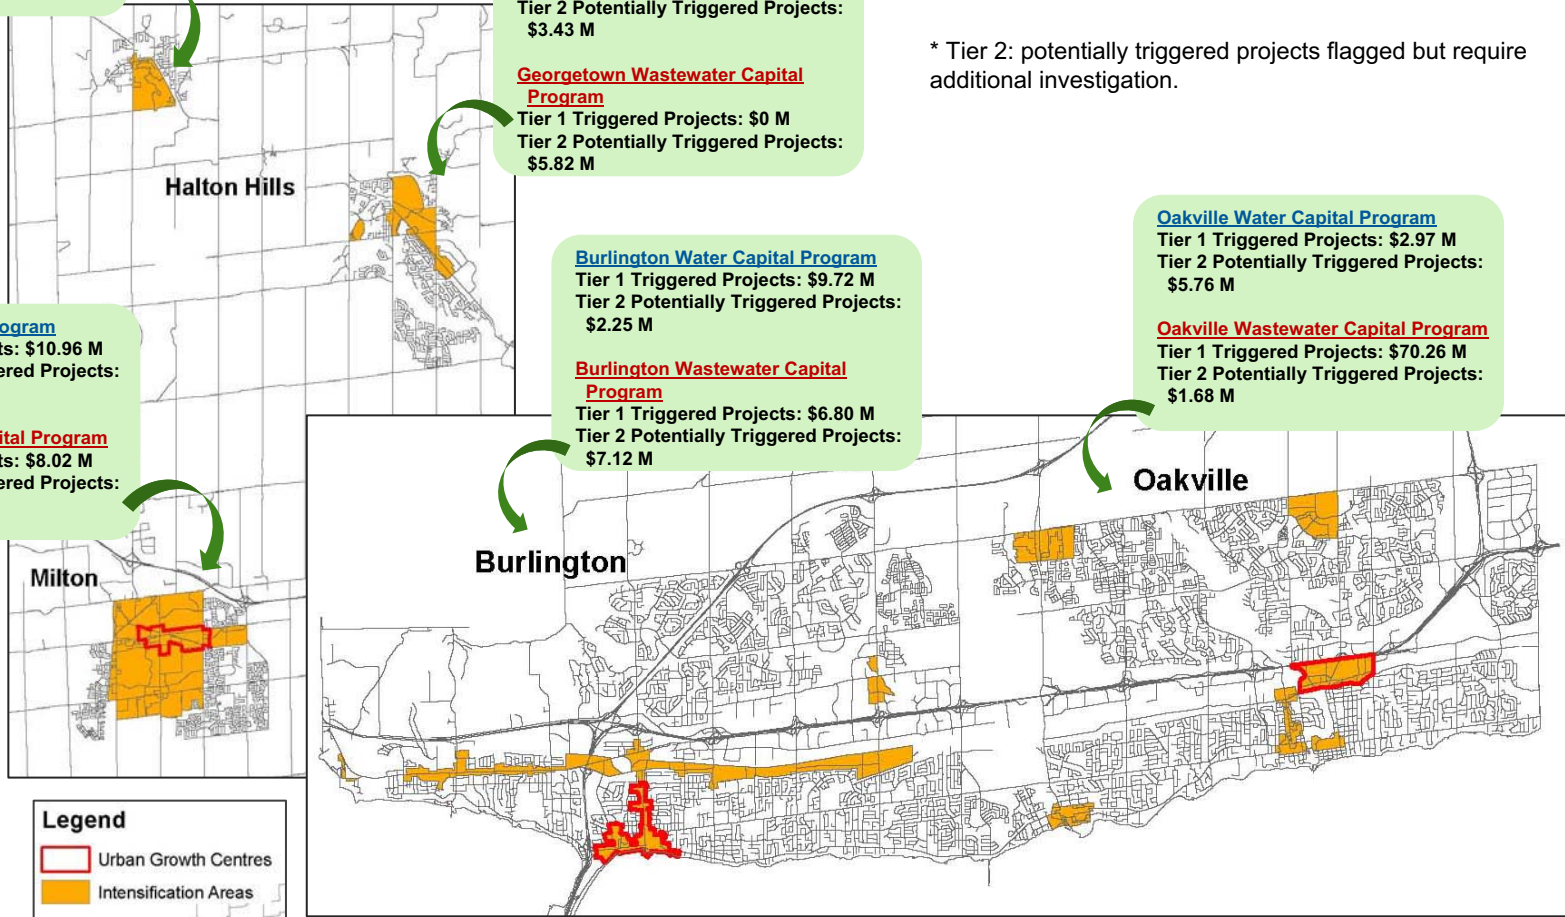 Tier 2 Potentially Triggered Projects:
$3.43 M
Georgetown Wastewater Capital
Program
Tier 1 Triggered Projects: $0 M
Tier 2 Potentially Triggered Projects:
$5.82 M
* Tier 2: potentially triggered projects flagged but require
additional investigation.
Halton Hills
Burlington Water Capital Program
Tier 1 Triggered Projects: $9.72 M
Tier 2 Potentially Triggered Projects:
$2.25 M
Burlington Wastewater Capital
Program
Tier 1 Triggered Projects: $6.80 M
Tier 2 Potentially Triggered Projects:
$7.12 M
Oakville Water Capital Program
Tier 1 Triggered Projects: $2.97 M
Tier 2 Potentially Triggered Projects:
$5.76 M
Oakville Wastewater Capital Program
Tier 1 Triggered Projects: $70.26 M
Tier 2 Potentially Triggered Projects:
$1.68 M
$10.96 M
Projects:
Program
$8.02 M
Projects:
Milton
Burlington
Oakville
Legend
Urban Growth Centres
Intensification Areas